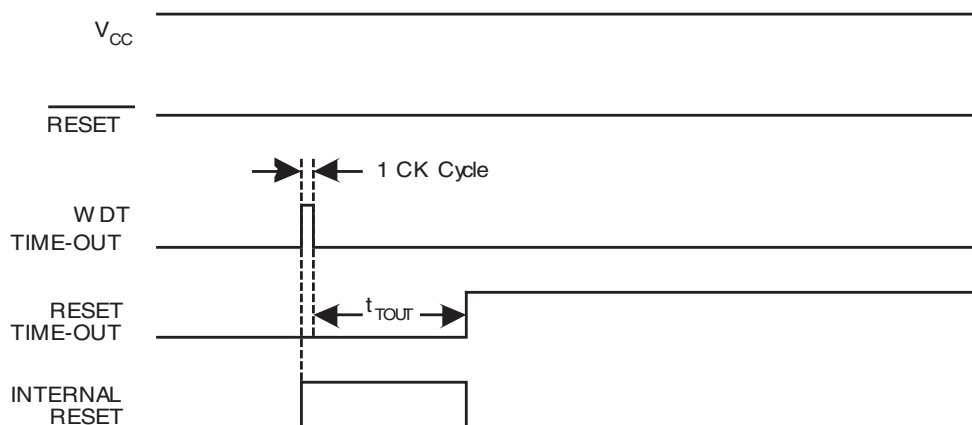 VCC
RESET
1 CK Cycle
WDT
TIME-OUT
RESET
TIME-OUT
tTOUT
INTERNAL
RESET